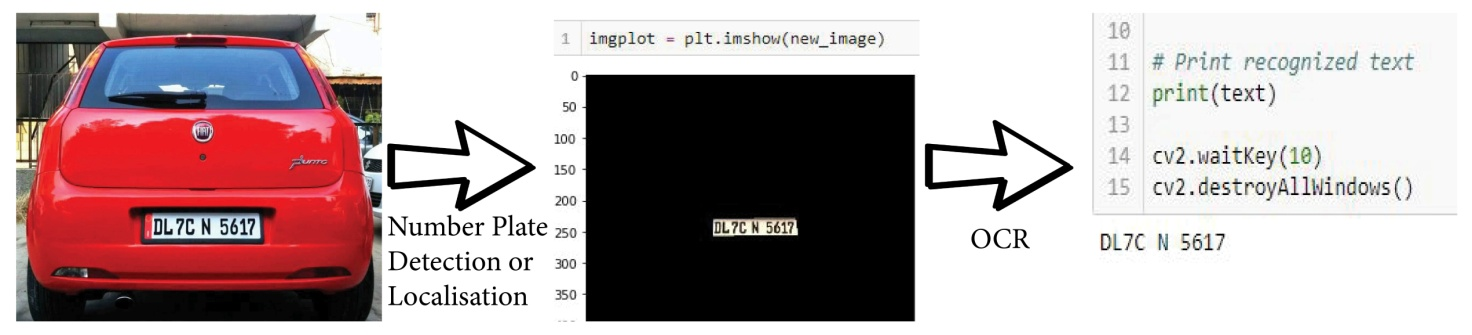 FIAT
Punto
DL7C N 5617
Number Plate
Detection or
Localisation
1 imgplot = plt.imshow(new_image)
0
50
100
150
200
250
300
350
DL7C N 5617
OCR
10
11 # Print recognized text
12 print(text)
13
14 cv2.waitKey(10)
15 cv2.destroyAllWindows()
DL7C N 5617